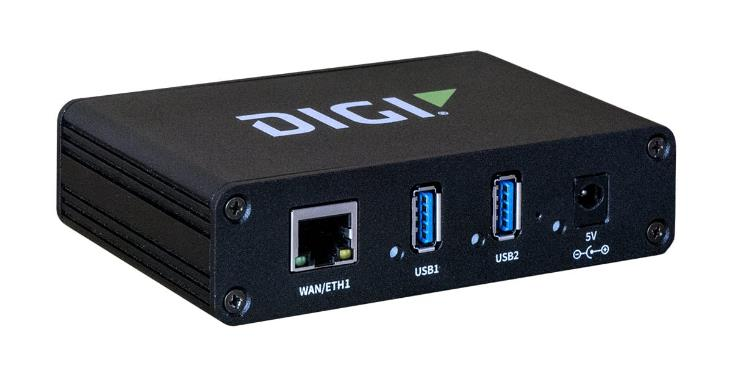 DIGI
®
WAN/ETH1
USB1
USB2
5V